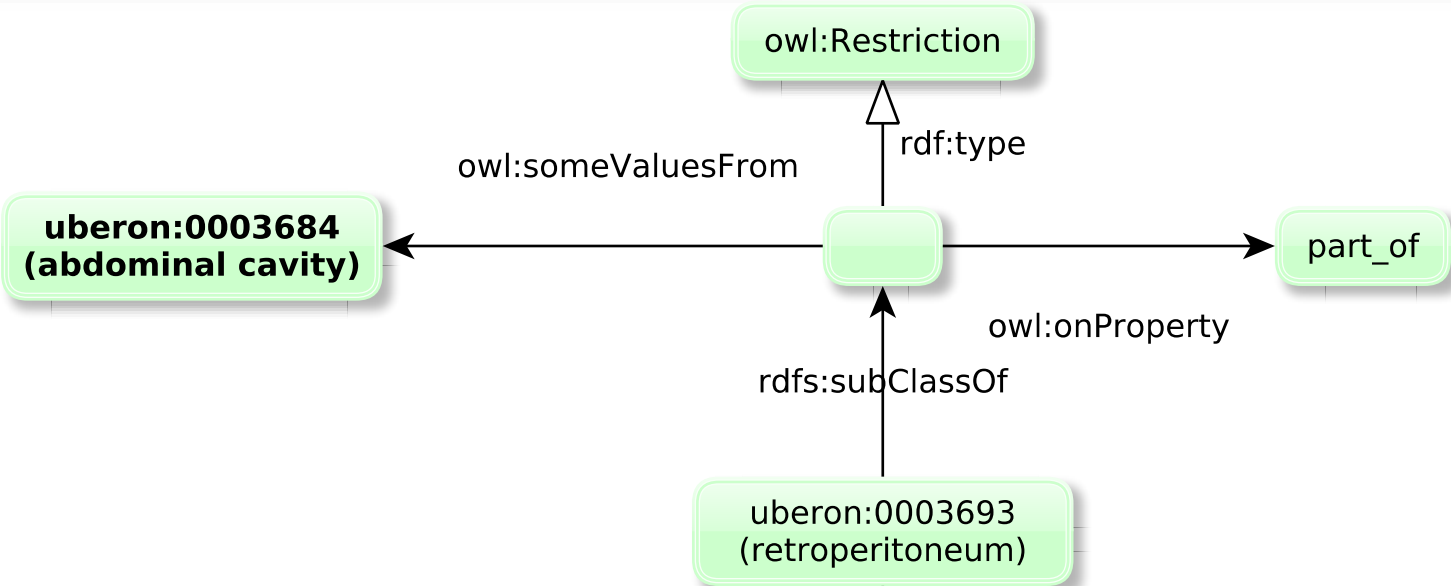 owl:Restriction
rdf:type
owl:someValuesFrom
uberon:0003684
(abdominal cavity)
part_of
owl:onProperty
rdfs:subClassOf
uberon:0003693
(retroperitoneum)